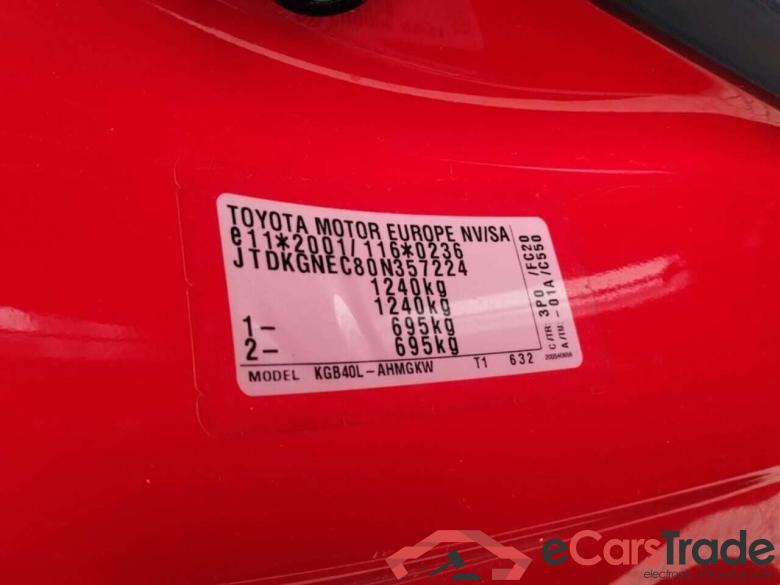 TOYOTA MOTOR EUROPE NV/SA
e11*2001/116*0236
JTDKGNEC80N357224
1240kg
1240kg
1- 695kg
2- 695kg
MODEL KGB40L-AHMGKW T1 632
C/TR: 3P0 /FC20
A/TM: -01A /C550
eCarsTrade